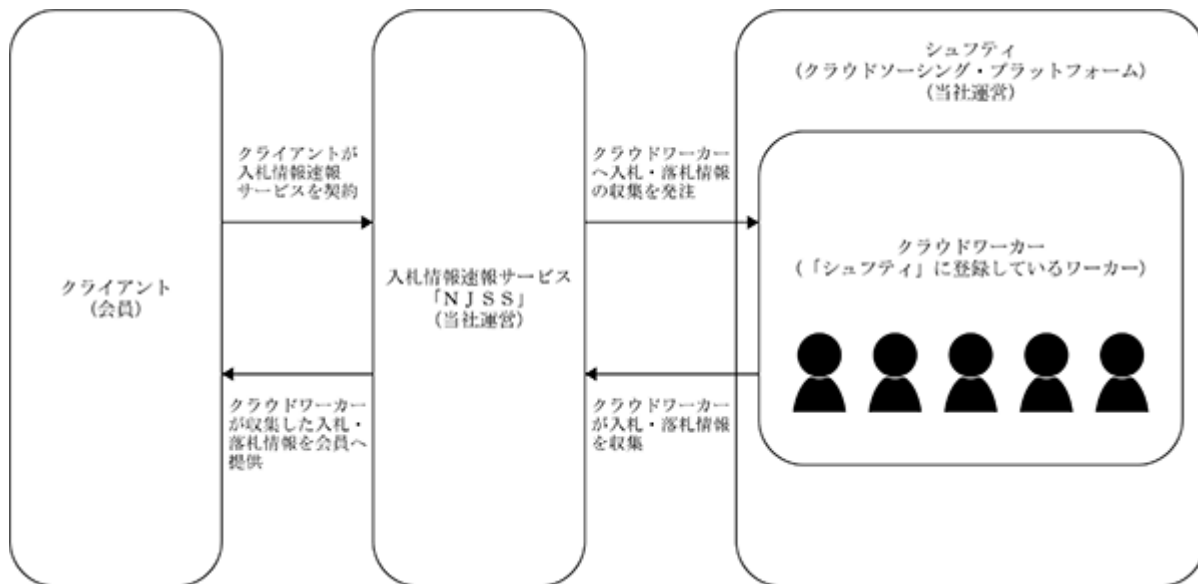 クライアント
(会員)
クライアントが
入札情報速報
サービスを契約
クラウドワーカー
が収集した入札・
落札情報を会員へ
提供
入札情報速報サービス
「NJSS」
(当社運営)
クラウドワーカー
へ入札・落札情報
の収集を発注
クラウドワーカー
が入札・落札情報
を収集
シュフティ
(クラウドソーシング・プラットフォーム)
(当社運営)
クラウドワーカー
(「シュフティ」に登録しているワーカー)